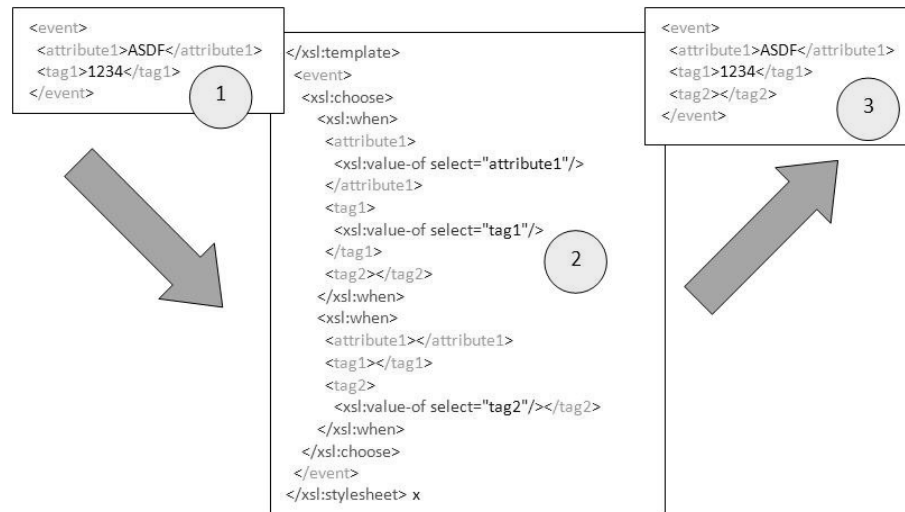 <event>
<attribute1>ASDF</attribute1>
<tag1>1234</tag1>
</event>
1
</xsl:template>
<event>
<xsl:choose>
<xsl:when>
<attribute1>
<xsl:value-of select="attribute1"/>
</attribute1>
<tag1>
<xsl:value-of select="tag1"/>
</tag1>
<tag2></tag2>
</xsl:when>
<xsl:when>
<attribute1></attribute1>
<tag1></tag1>
<tag2>
<xsl:value-of select="tag2"/></tag2>
</xsl:when>
</xsl:choose>
</event>
</xsl:stylesheet> x
2
<event>
<attribute1>ASDF</attribute1>
<tag1>1234</tag1>
<tag2></tag2>
</event>
3